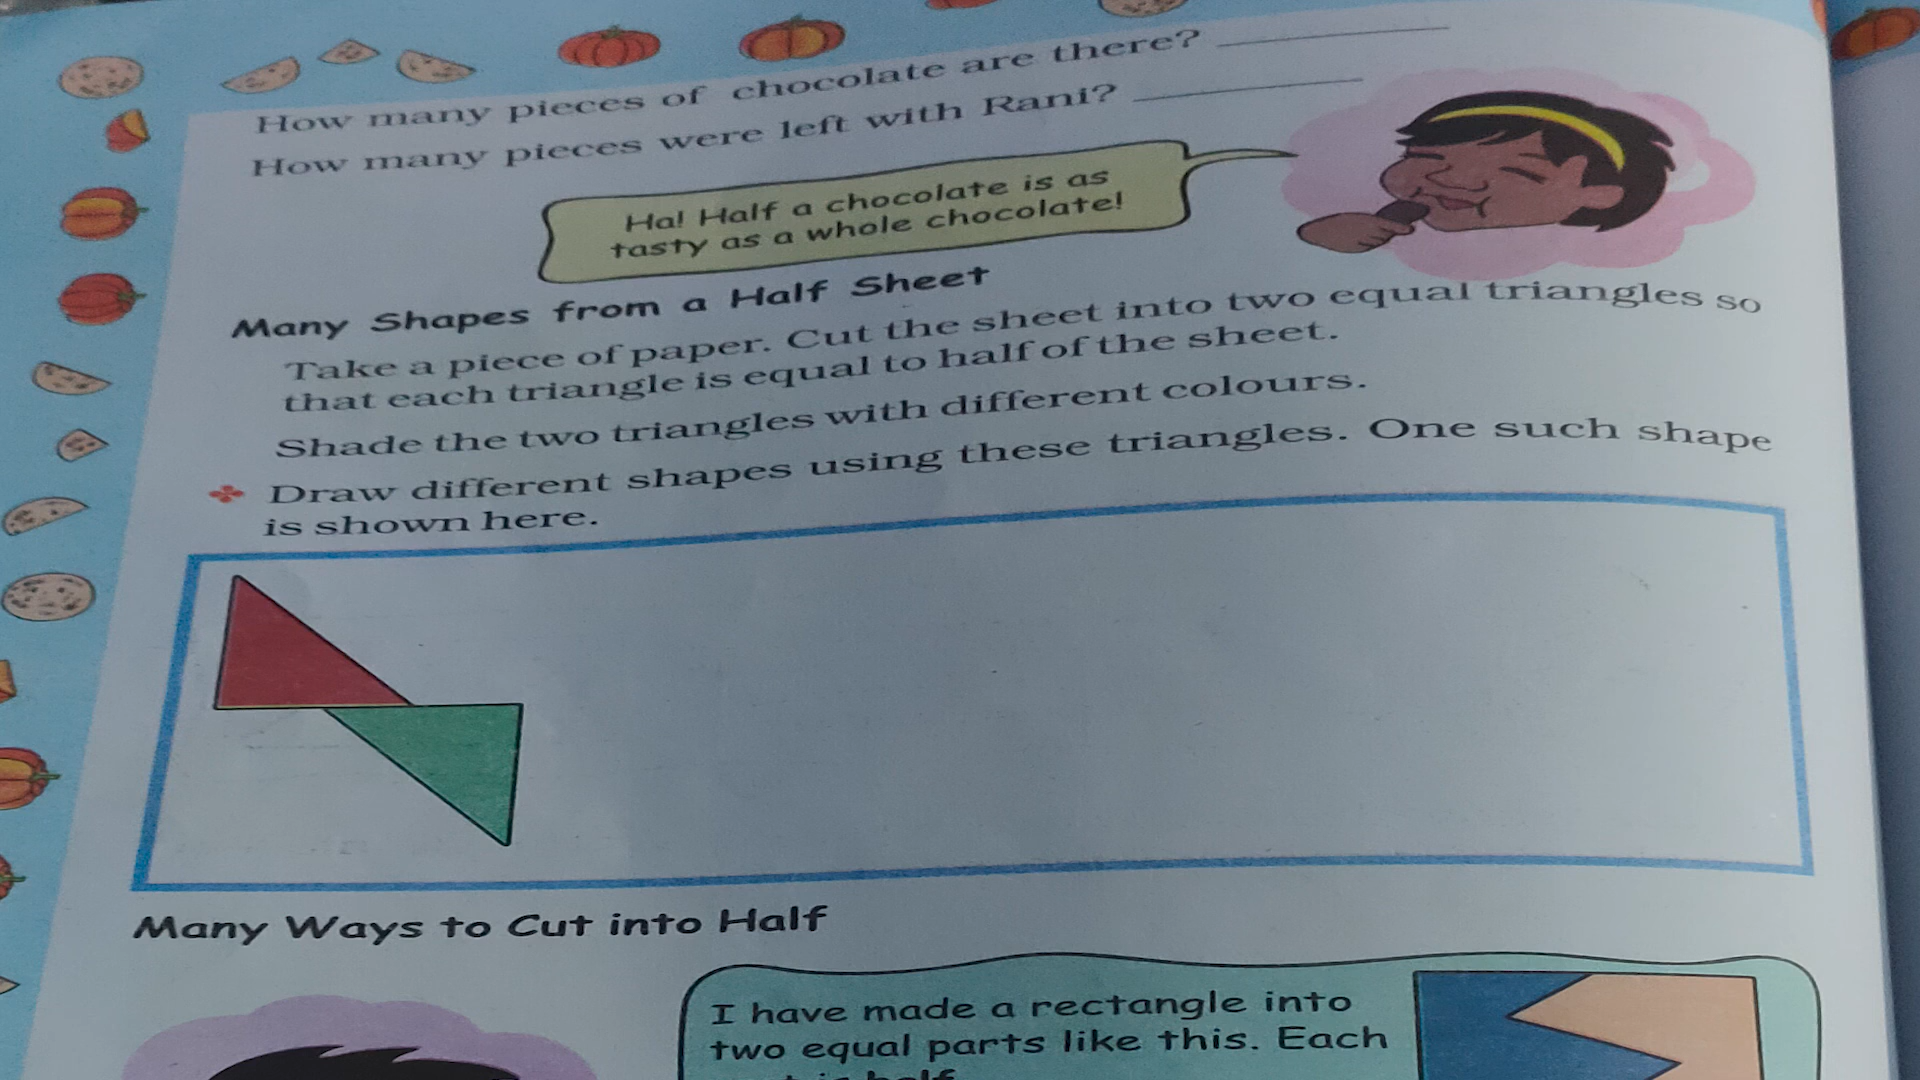 How many pieces of chocolate are there?
How many pieces were left with Rani?
Ha! Half a chocolate is as
tasty as a whole chocolate!
Many Shapes from a Half Sheet
Take a piece of paper. Cut the sheet into two equal triangles so
that each triangle is equal to half of the sheet.
Shade the two triangles with different colours.
Draw different shapes using these triangles. One such shape
is shown here.
Many Ways to Cut into Half
I have made a rectangle into
two equal parts like this. Each
half